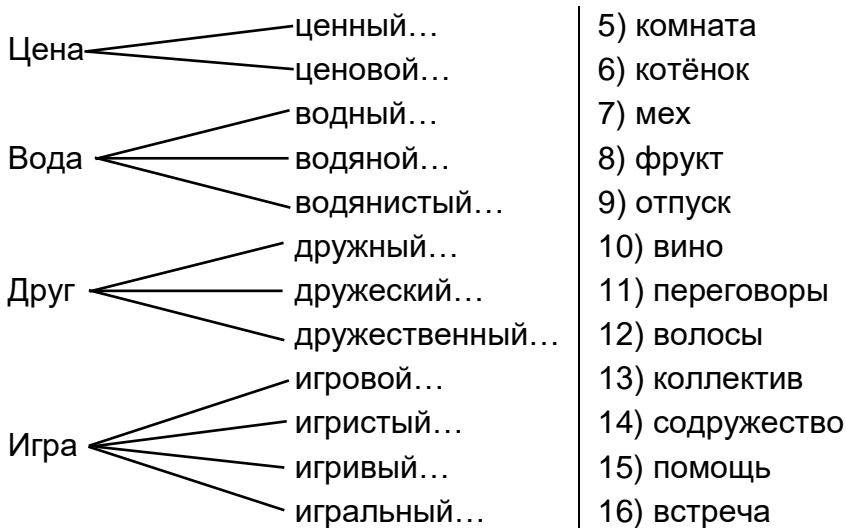 Цена
ценный…
ценовой…
Вода
водный…
водяной…
водянистый…
Друг
дружный…
дружеский…
дружественный…
Игра
игровой…
игристый…
игривый…
игральный…
5) комната
6) котёнок
7) мех
8) фрукт
9) отпуск
10) вино
11) переговоры
12) волосы
13) коллектив
14) содружество
15) помощь
16) встреча